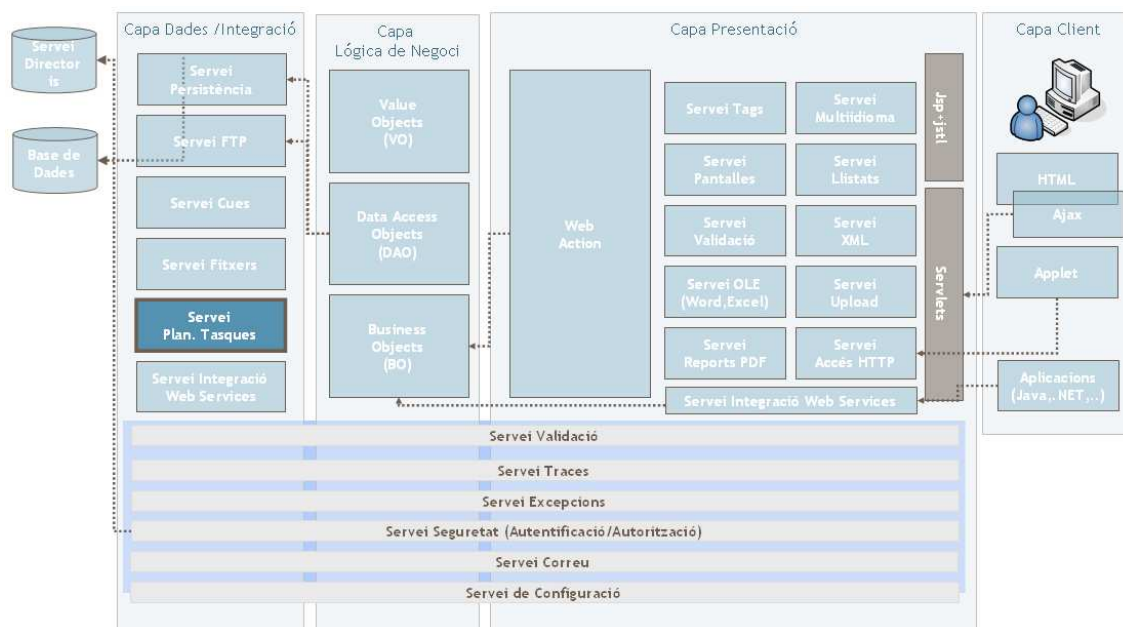 Capa Dades /Integració
Capa
Lógica de Negoci
Capa Presentació
Capa Client
Servei
Director
is
Base de
Dades
Servei
Persisténcia
Servei FTP
Servei Cues
Servei Fitxers
Servei
Plan. Tasques
Servei Integració
Web Services
Value
Objects
(VO)
Data Access
Objects
(DAO)
Business
Objects
(BO)
Web
Action
Servei Tags
Servei
Multiidioma
Servei
Pantalles
Servei
Llistats
Servei
Validació
Servei
XML
Servei OLE
(Word,Excel)
Servei
Upload
Servei
Reports PDF
Servei
Accés HTTP
Servei Integració Web Services
Jsp+jstl
Servlets
HTML
Ajax
Applet
Aplicacions
(Java,.NET,..)
Servei Validació
Servei Traces
Servei Excepcions
Servei Seguretat (Autentificació/Autorització)
Servei Correu
Servei de Configuració